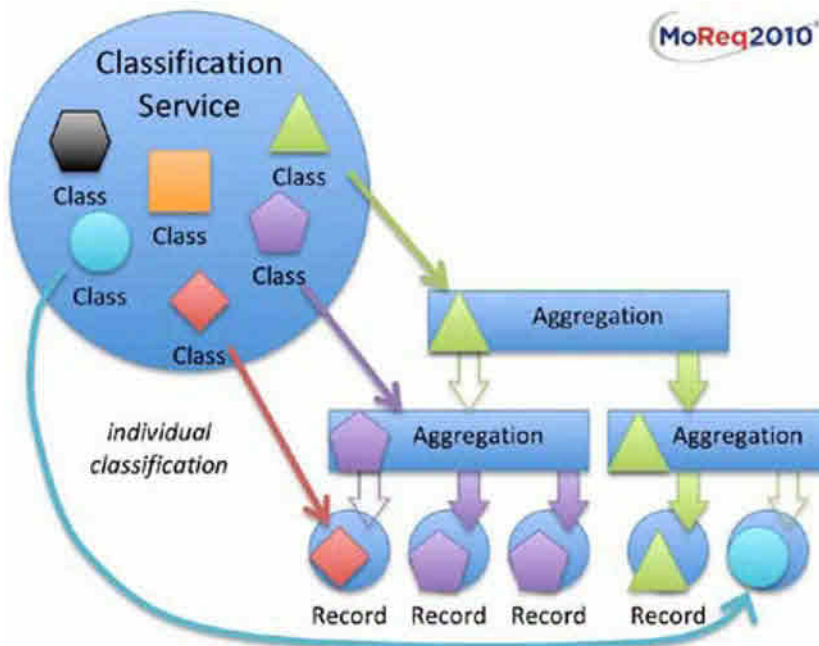 MoReq2010®
Classification
Service
Class
Class
Class
Class
Class
Class
Aggregation
individual
classification
Aggregation
Aggregation
Record
Record
Record
Record